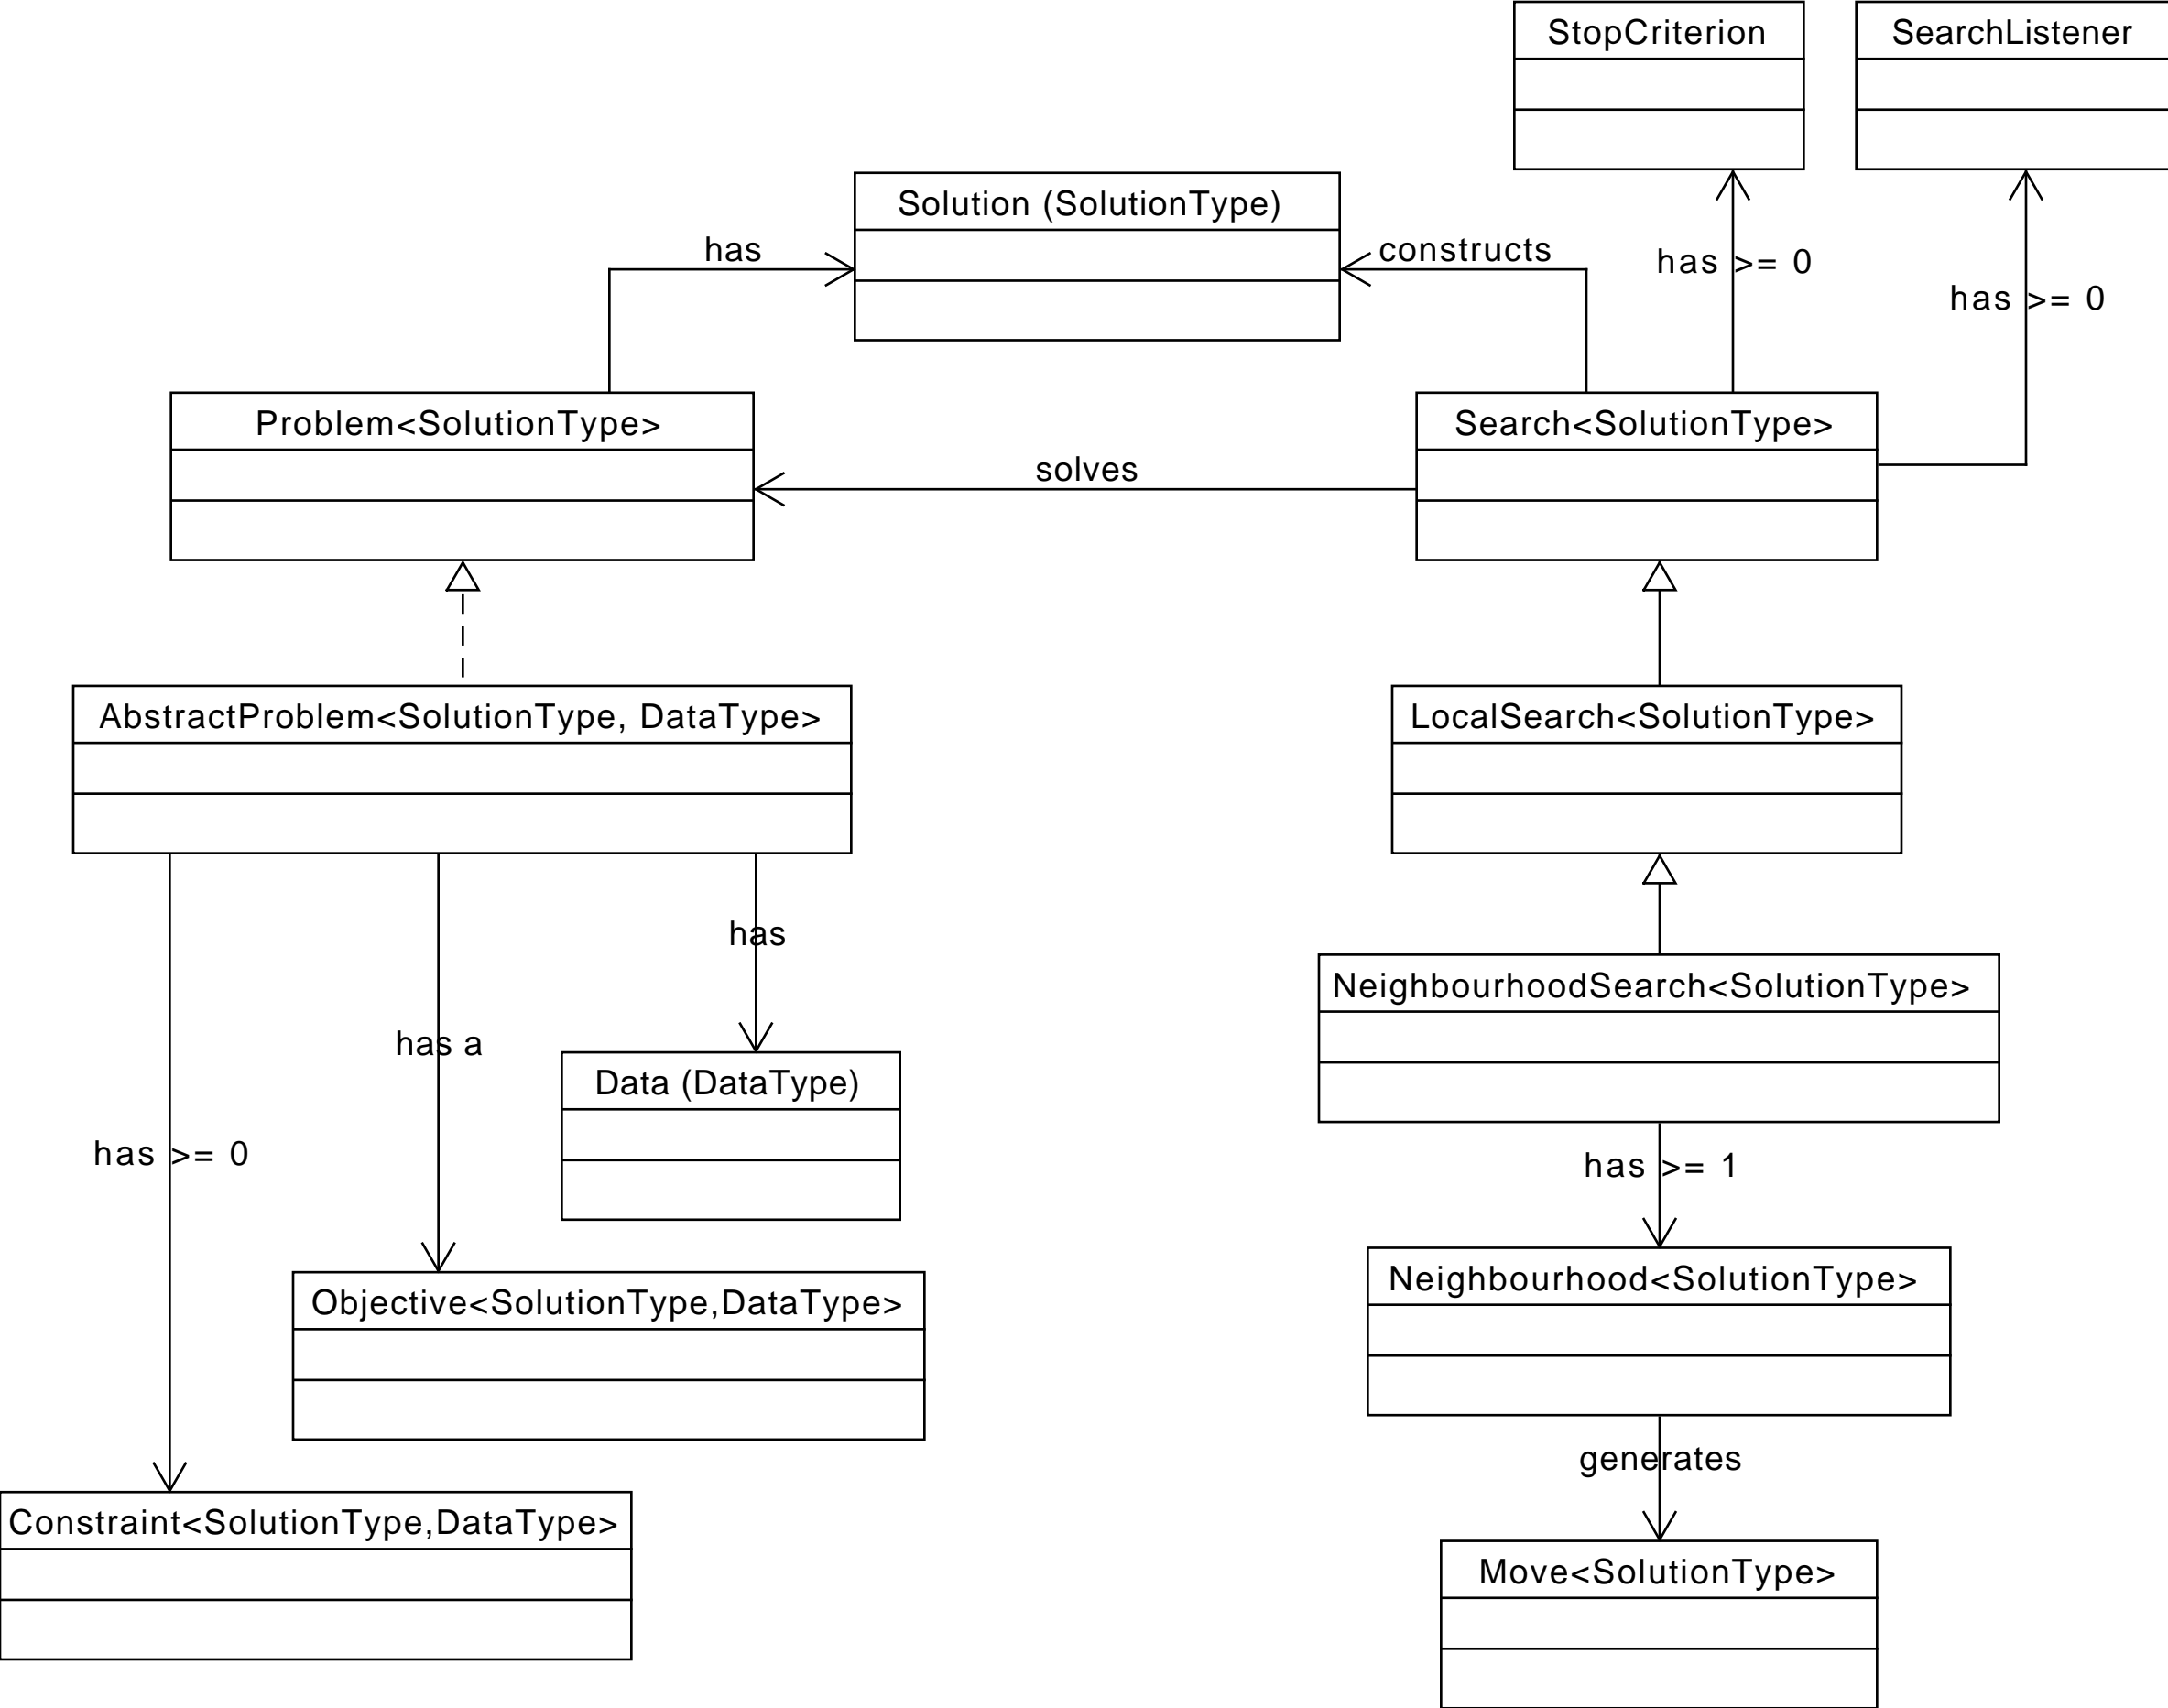 StopCriterion
SearchListener
Solution (SolutionType)
has
constructs
has >= 0
has >= 0
Problem<SolutionType>
Search<SolutionType>
solves
AbstractProblem<SolutionType, DataType>
LocalSearch<SolutionType>
has
NeighbourhoodSearch<SolutionType>
has a
Data (DataType)
has >= 0
has >= 1
Neighbourhood<SolutionType>
Objective<SolutionType,DataType>
generates
Constraint<SolutionType,DataType>
Move<SolutionType>